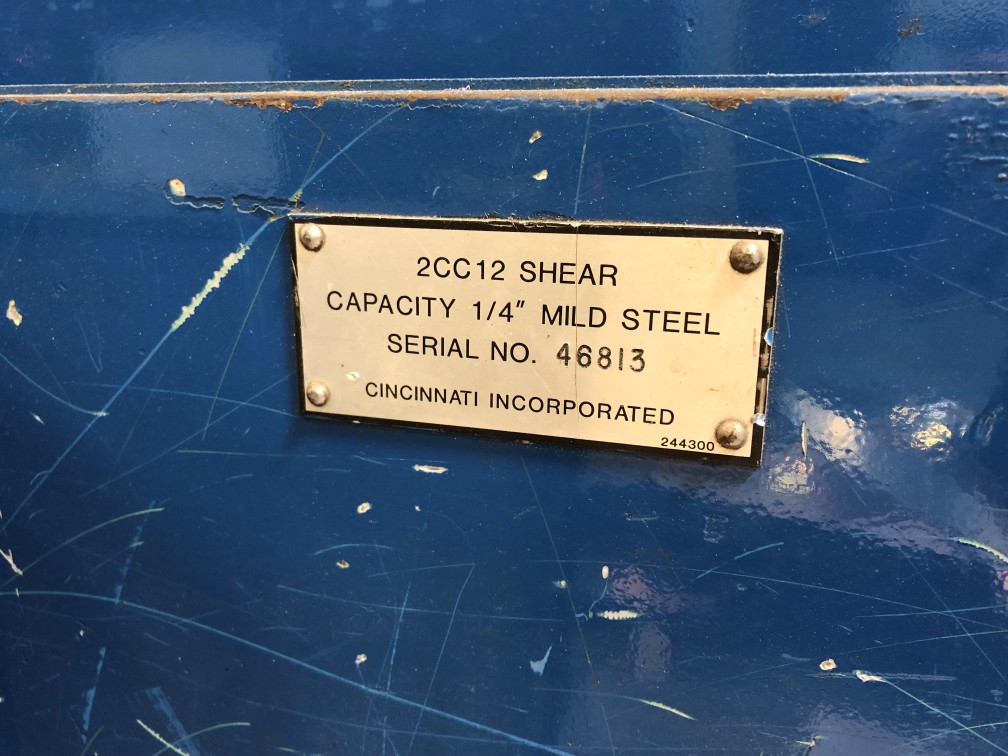 2CC12 SHEAR
CAPACITY 1/4" MILD STEEL
SERIAL NO. 46813
CINCINNATI INCORPORATED
244300